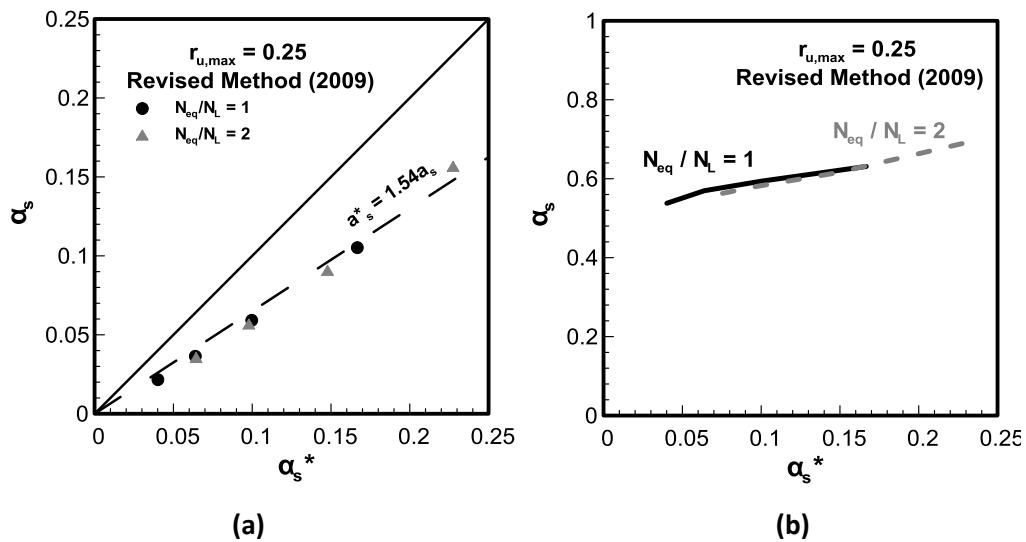 0.25
0.2
0.15
0.1
0.05
0
αs
r_u,max = 0.25
Revised Method (2009)
N_eq/N_L = 1
N_eq/N_L = 2
a*_s = 1.54a_s
0 0.05 0.1 0.15 0.2 0.25
α_s*
(a)
1
0.8
0.6
0.4
0.2
0
α_s
r_u,max = 0.25
Revised Method (2009)
N_eq / N_L = 2
N_eq / N_L = 1
0 0.05 0.1 0.15 0.2 0.25
α_s*
(b)